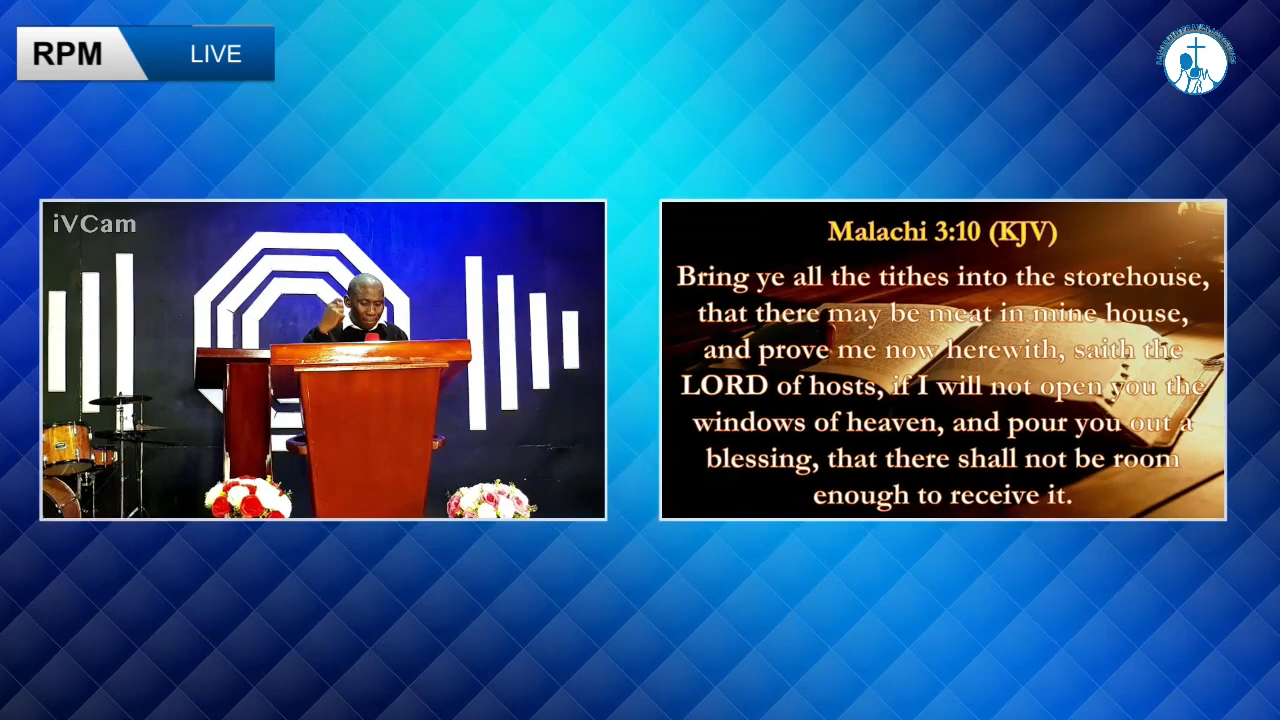 RPM
LIVE
iVCam
Malachi 3:10 (KJV)
Bring ye all the tithes into the storehouse,
that there may be meat in mine house,
and prove me now herewith, saith the
LORD of hosts, if I will not open you the
windows of heaven, and pour you out a
blessing, that there shall not be room
enough to receive it.